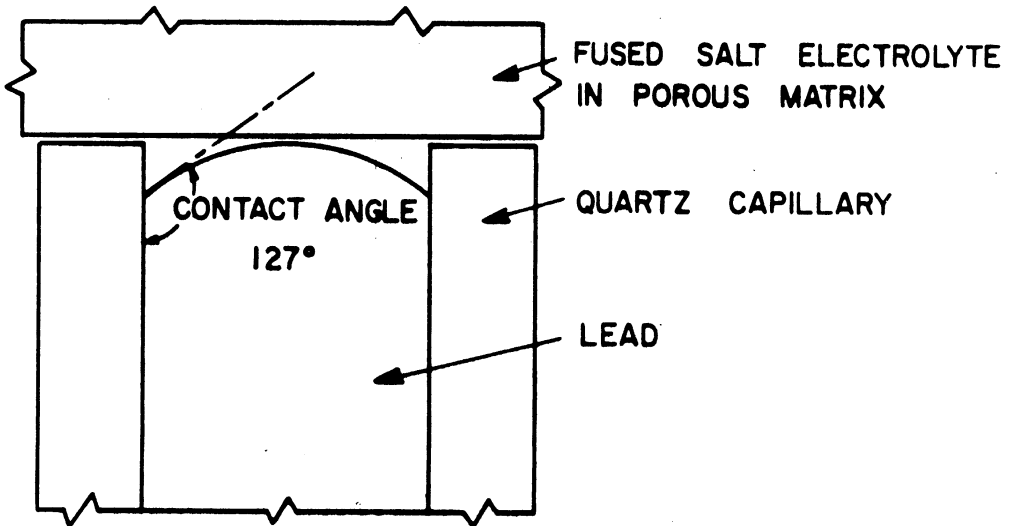 FUSED SALT ELECTROLYTE
IN POROUS MATRIX
CONTACT ANGLE
127°
QUARTZ CAPILLARY
LEAD